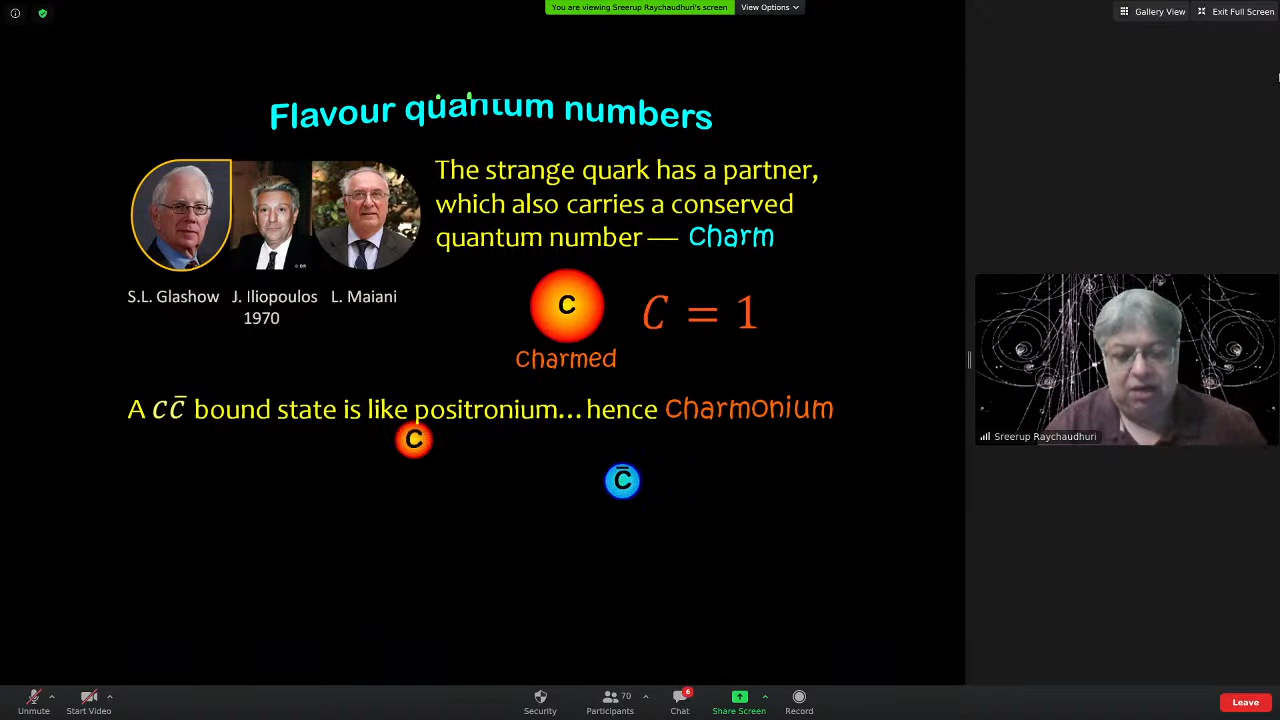 You are viewing Sreerup Raychaudhuri's screen
View Options
Gallery View
Exit Full Screen
Flavour quantum numbers
The strange quark has a partner,
which also carries a conserved
quantum number — Charm
S.L. Glashow J. Iliopoulos L. Maiani
1970
C
C = 1
Charmed
A cc̄ bound state is like positronium... hence Charmonium
C
C̄
Sreerup Raychaudhuri
Unmute
Start Video
Security
70
Participants
6
Chat
Share Screen
Record
Leave